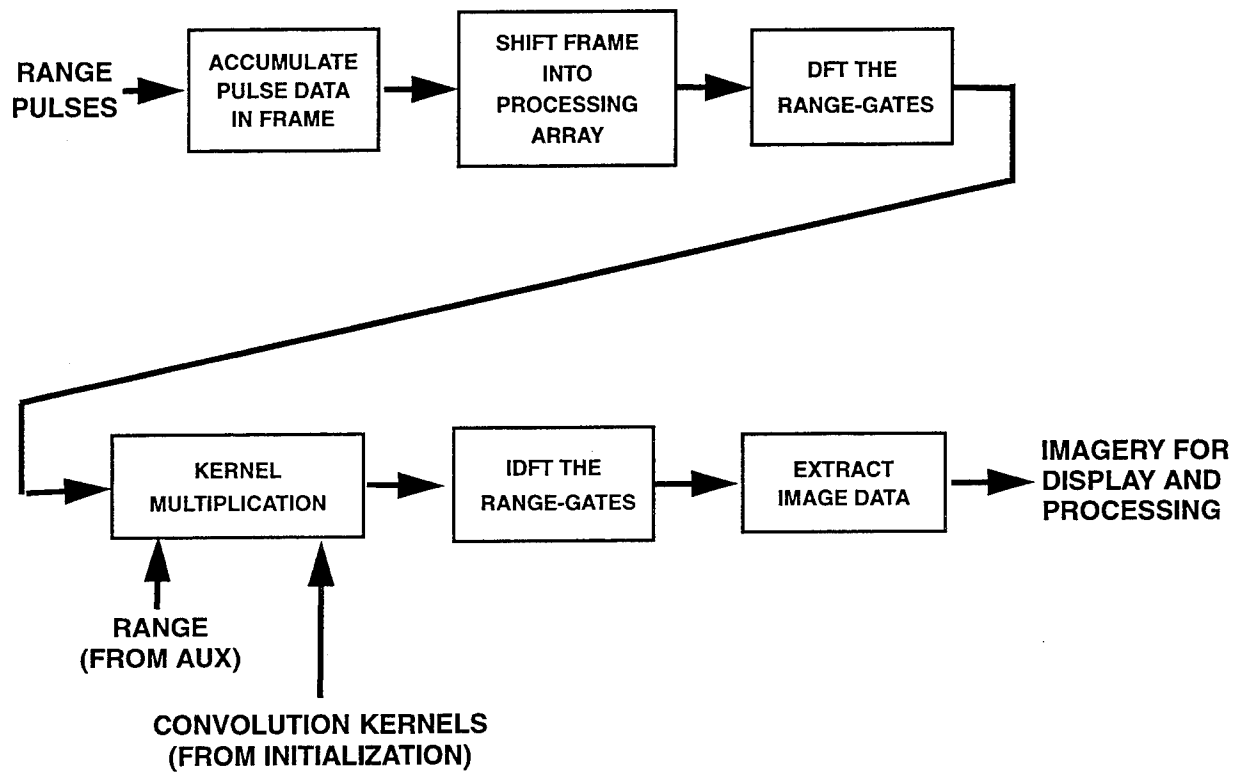 RANGE
PULSES
ACCUMULATE
PULSE DATA
IN FRAME
SHIFT FRAME
INTO
PROCESSING
ARRAY
DFT THE
RANGE-GATES
KERNEL
MULTIPLICATION
IDFT THE
RANGE-GATES
EXTRACT
IMAGE DATA
IMAGERY FOR
DISPLAY AND
PROCESSING
RANGE
(FROM AUX)
CONVOLUTION KERNELS
(FROM INITIALIZATION)